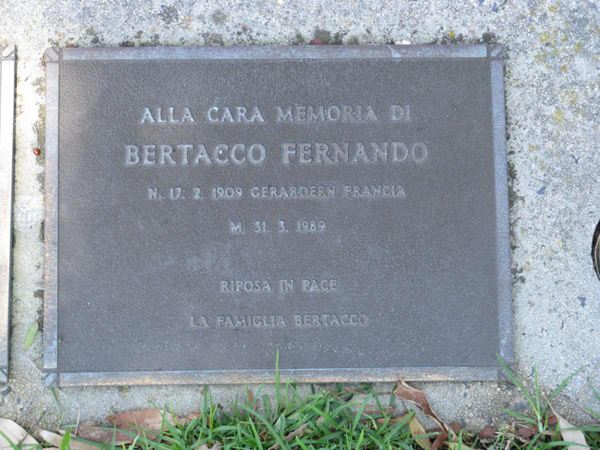 ALLA CARA MEMORIA DI
BERTACCO FERNANDO
N. 17. 2. 1909 GERARDERN FRANCIA
M. 31. 3. 1989
RIPOSA IN PACE
LA FAMIGLIA BERTACCO